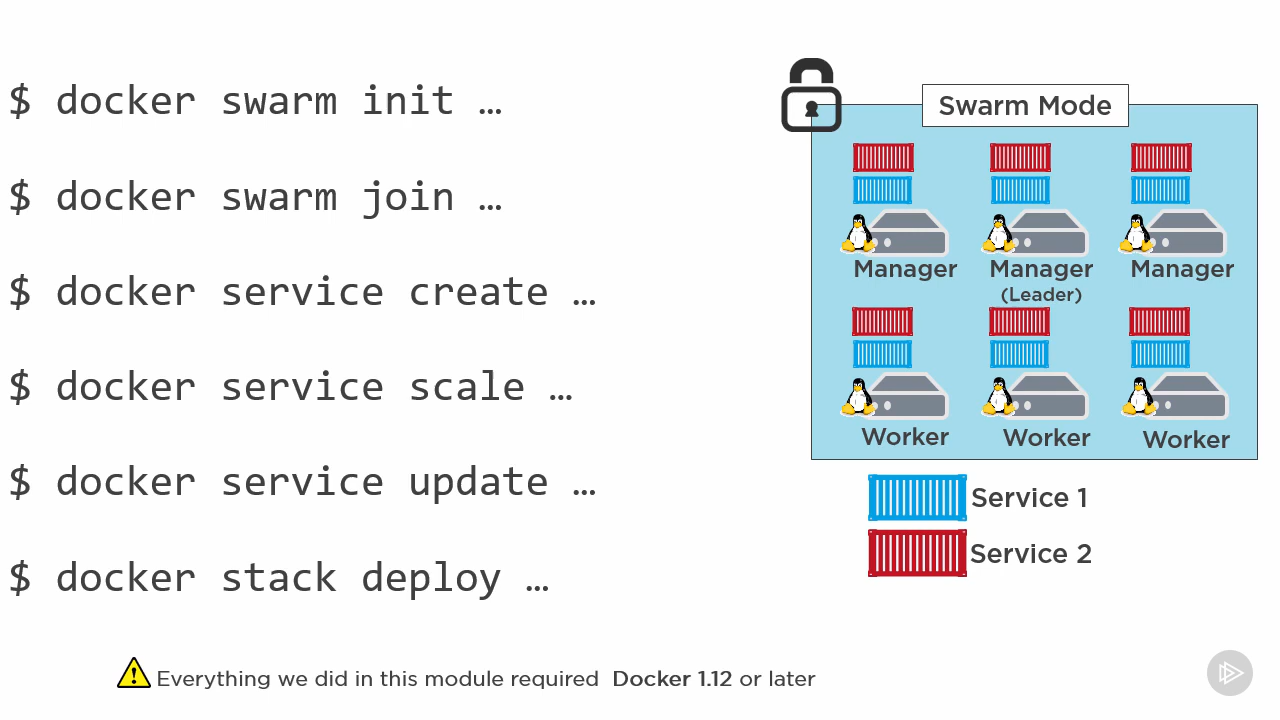 $ docker swarm init …
$ docker swarm join …
$ docker service create …
$ docker service scale …
$ docker service update …
$ docker stack deploy …
Swarm Mode
Manager Manager Manager
(Leader)
Worker Worker Worker
Service 1
Service 2
Everything we did in this module required Docker 1.12 or later